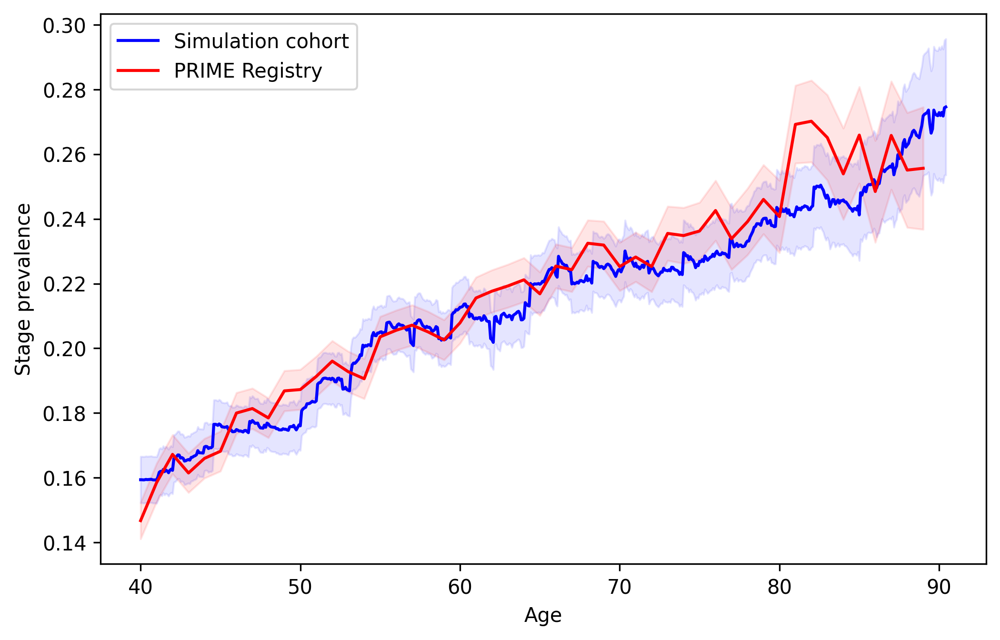 Simulation cohort
PRIME Registry
0.30
0.28
0.26
0.24
0.22
0.20
0.18
0.16
0.14
Stage prevalence
40 50 60 70 80 90
Age